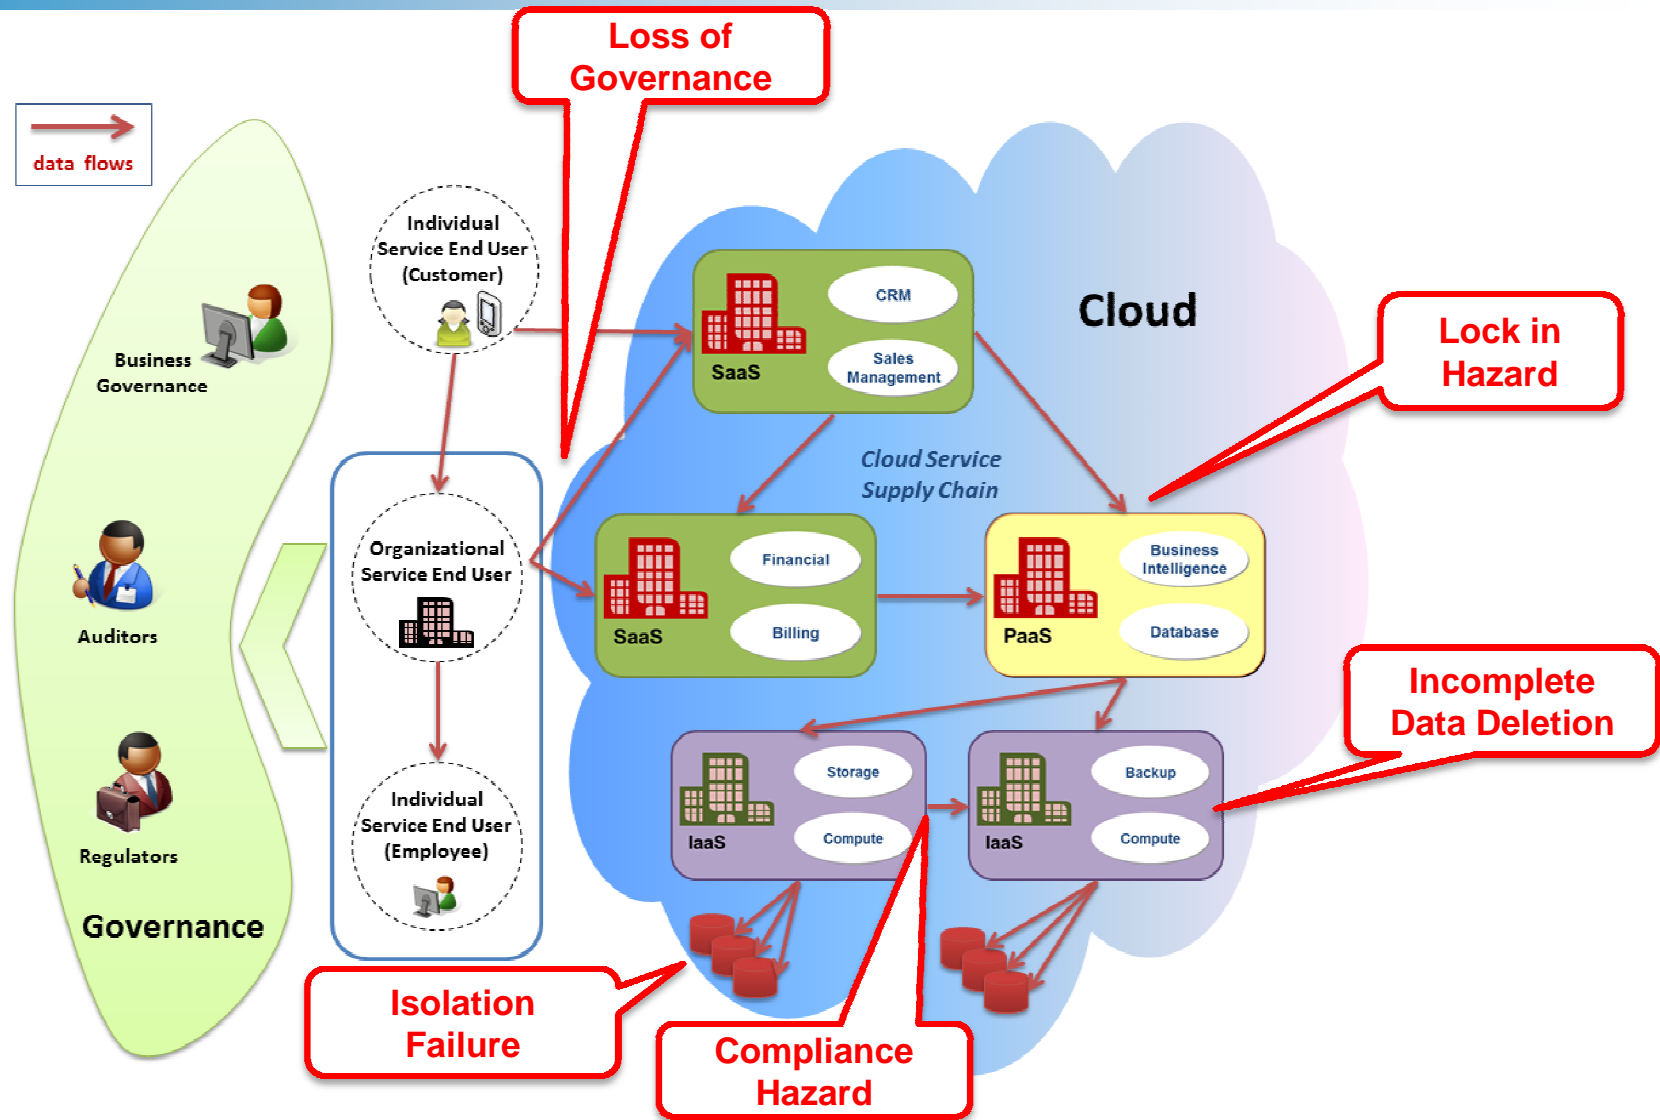 Loss of
Governance
data flows
Individual
Service End User
(Customer)
CRM
Sales
Management
SaaS
Cloud
Lock in
Hazard
Business
Governance
Cloud Service
Supply Chain
Organizational
Service End User
Financial
Billing
SaaS
Business
Intelligence
Database
PaaS
Auditors
Incomplete
Data Deletion
Storage
Compute
IaaS
Backup
Compute
IaaS
Individual
Service End User
(Employee)
Regulators
Governance
Isolation
Failure
Compliance
Hazard